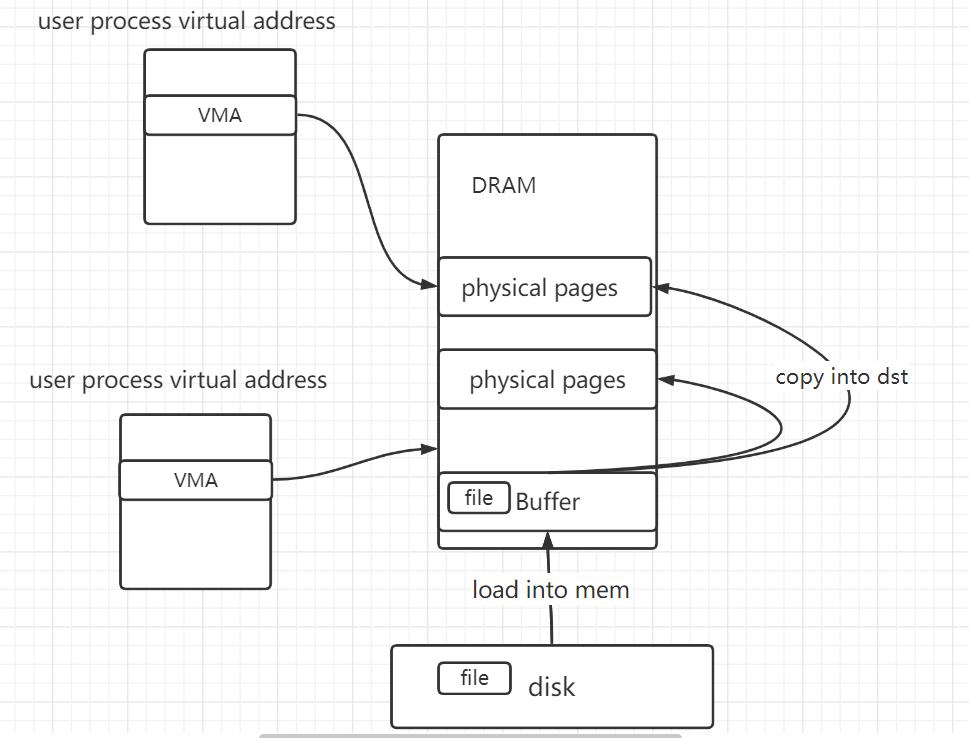 user process virtual address
VMA
DRAM
physical pages
user process virtual address
physical pages
copy into dst
VMA
file
Buffer
load into mem
file
disk